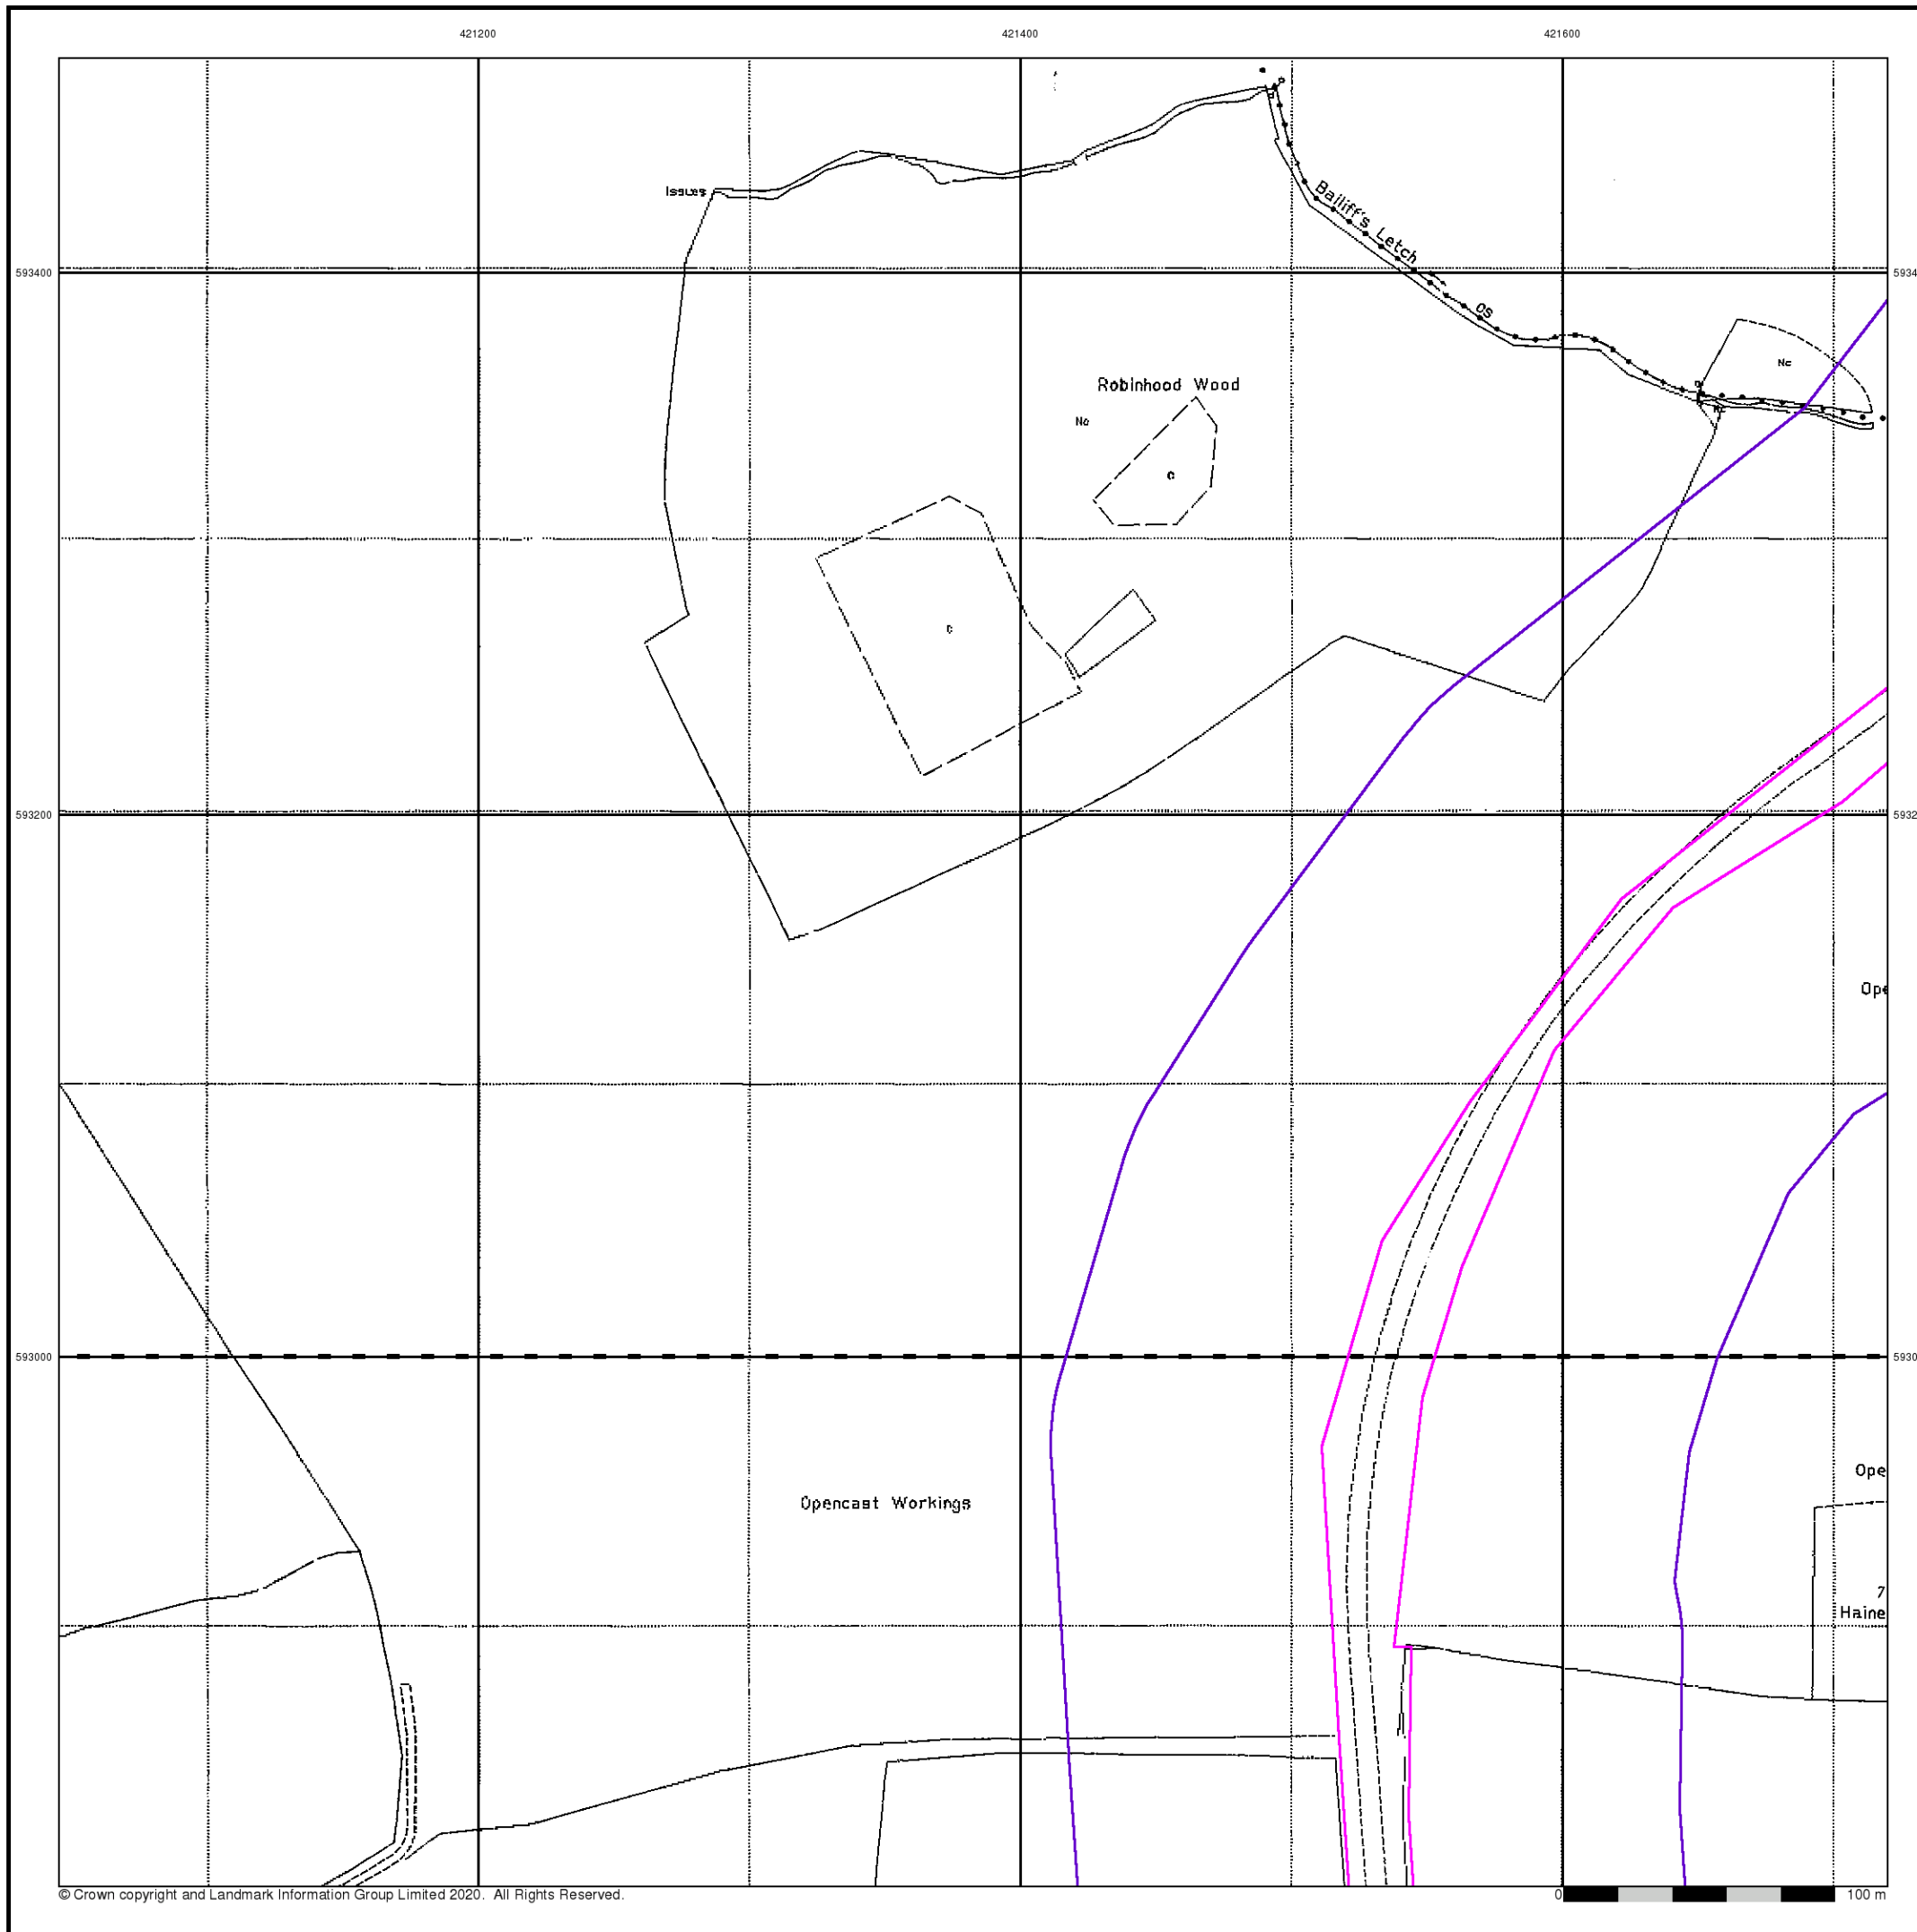 421200
421400
421600
Issues
Bailiff's Letch
593400
5934
OS
Nc
Robinhood Wood
Nc
Nc
C
C
593200
5932
Ope
593000
5930
Ope
Opencast Workings
7
Haine
© Crown copyright and Landmark Information Group Limited 2020. All Rights Reserved.
0
100 m